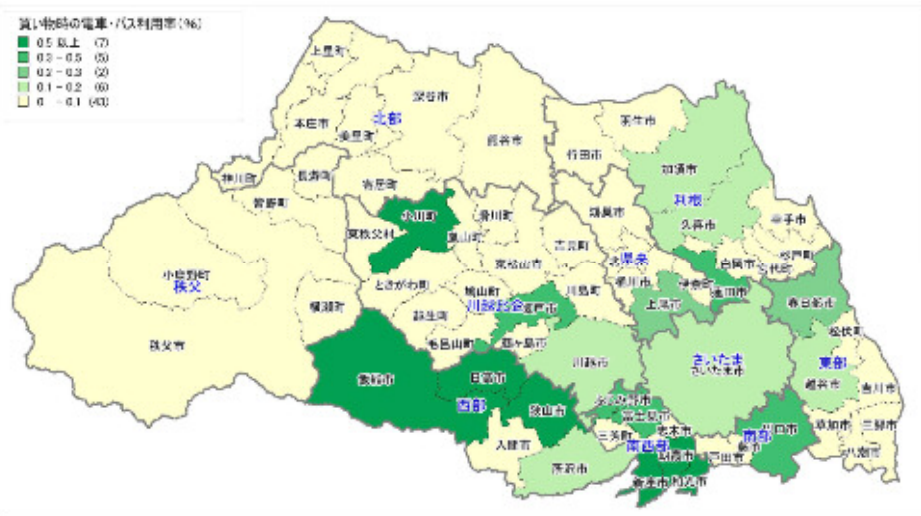 買い物時の電車・バス利用率(%)
0.5 以上 (7)
0.3 - 0.5 (5)
0.2 - 0.3 (2)
0.1 - 0.2 (6)
0 - 0.1 (43)
上里町
深谷市
本庄市
北部
美里町
熊谷市
羽生市
行田市
加須市
神川町
長瀞町
寄居町
皆野町
利根
小川町
滑川町
鴻巣市
久喜市
幸手市
東秩父村
嵐山町
吉見町
県央
杉戸町
東松山市
白岡市
小鹿野町
秩父
ときがわ町
桶川市
伊奈町
蓮田市
鳩山町
川島町
横瀬町
川越比企
上尾市
春日部市
越生町
松伏町
秩父市
毛呂山町
鶴ヶ島市
川越市
さいたま
さいたま市
東部
飯能市
日高市
越谷市
吉川市
西部
狭山市
ふじみ野市
富士見市
三芳町
志木市
南部
川口市
草加市
三郷市
入間市
南西部
戸田市
八潮市
所沢市
朝霞市
新座市
和光市